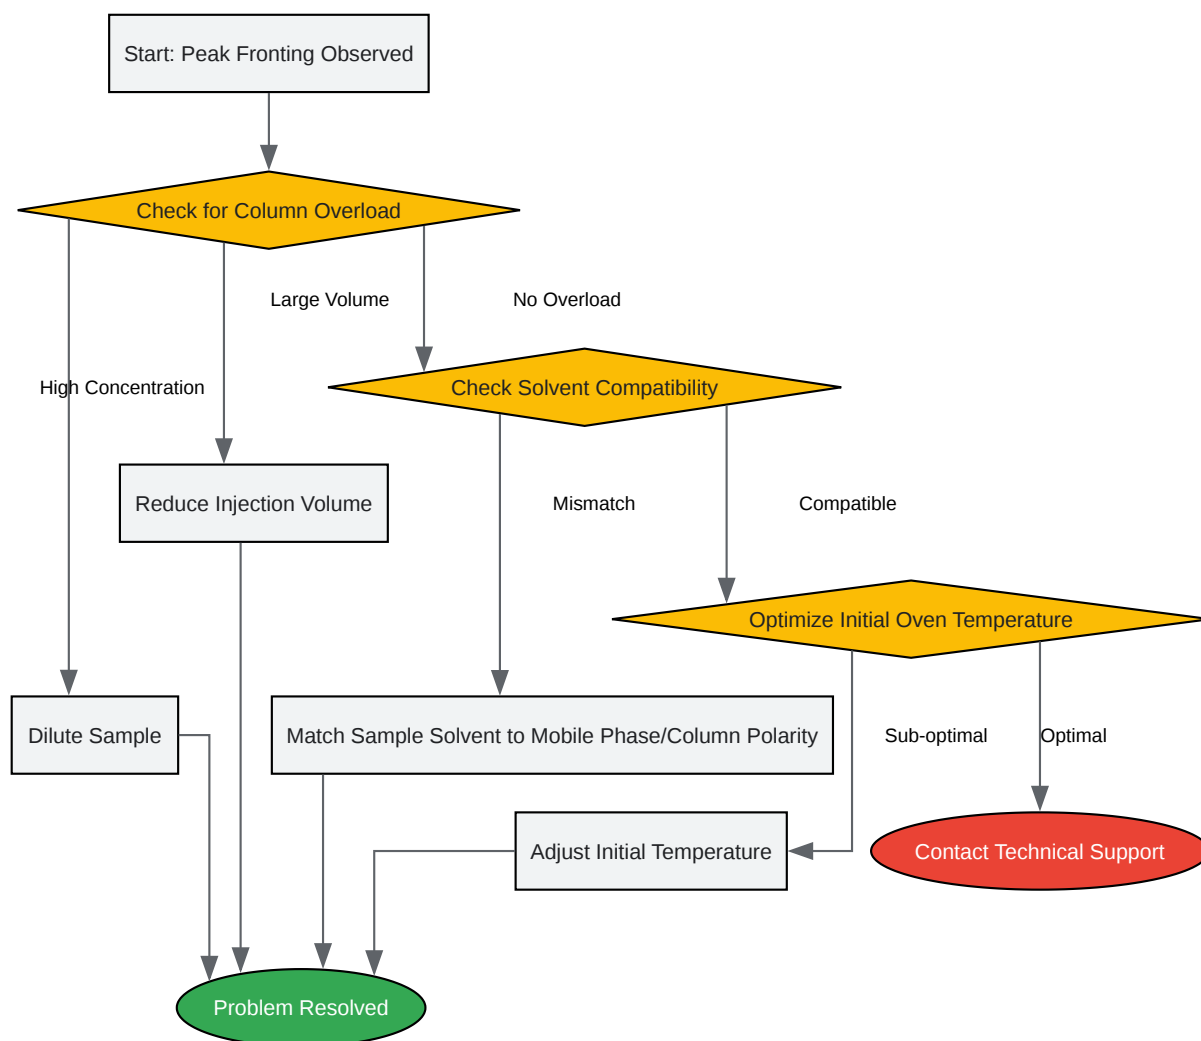 Start: Peak Fronting Observed
Check for Column Overload
Large Volume
No Overload
High Concentration
Check Solvent Compatibility
Reduce Injection Volume
Mismatch
Compatible
Optimize Initial Oven Temperature
Dilute Sample
Match Sample Solvent to Mobile Phase/Column Polarity
Sub-optimal
Optimal
Adjust Initial Temperature
Contact Technical Support
Problem Resolved